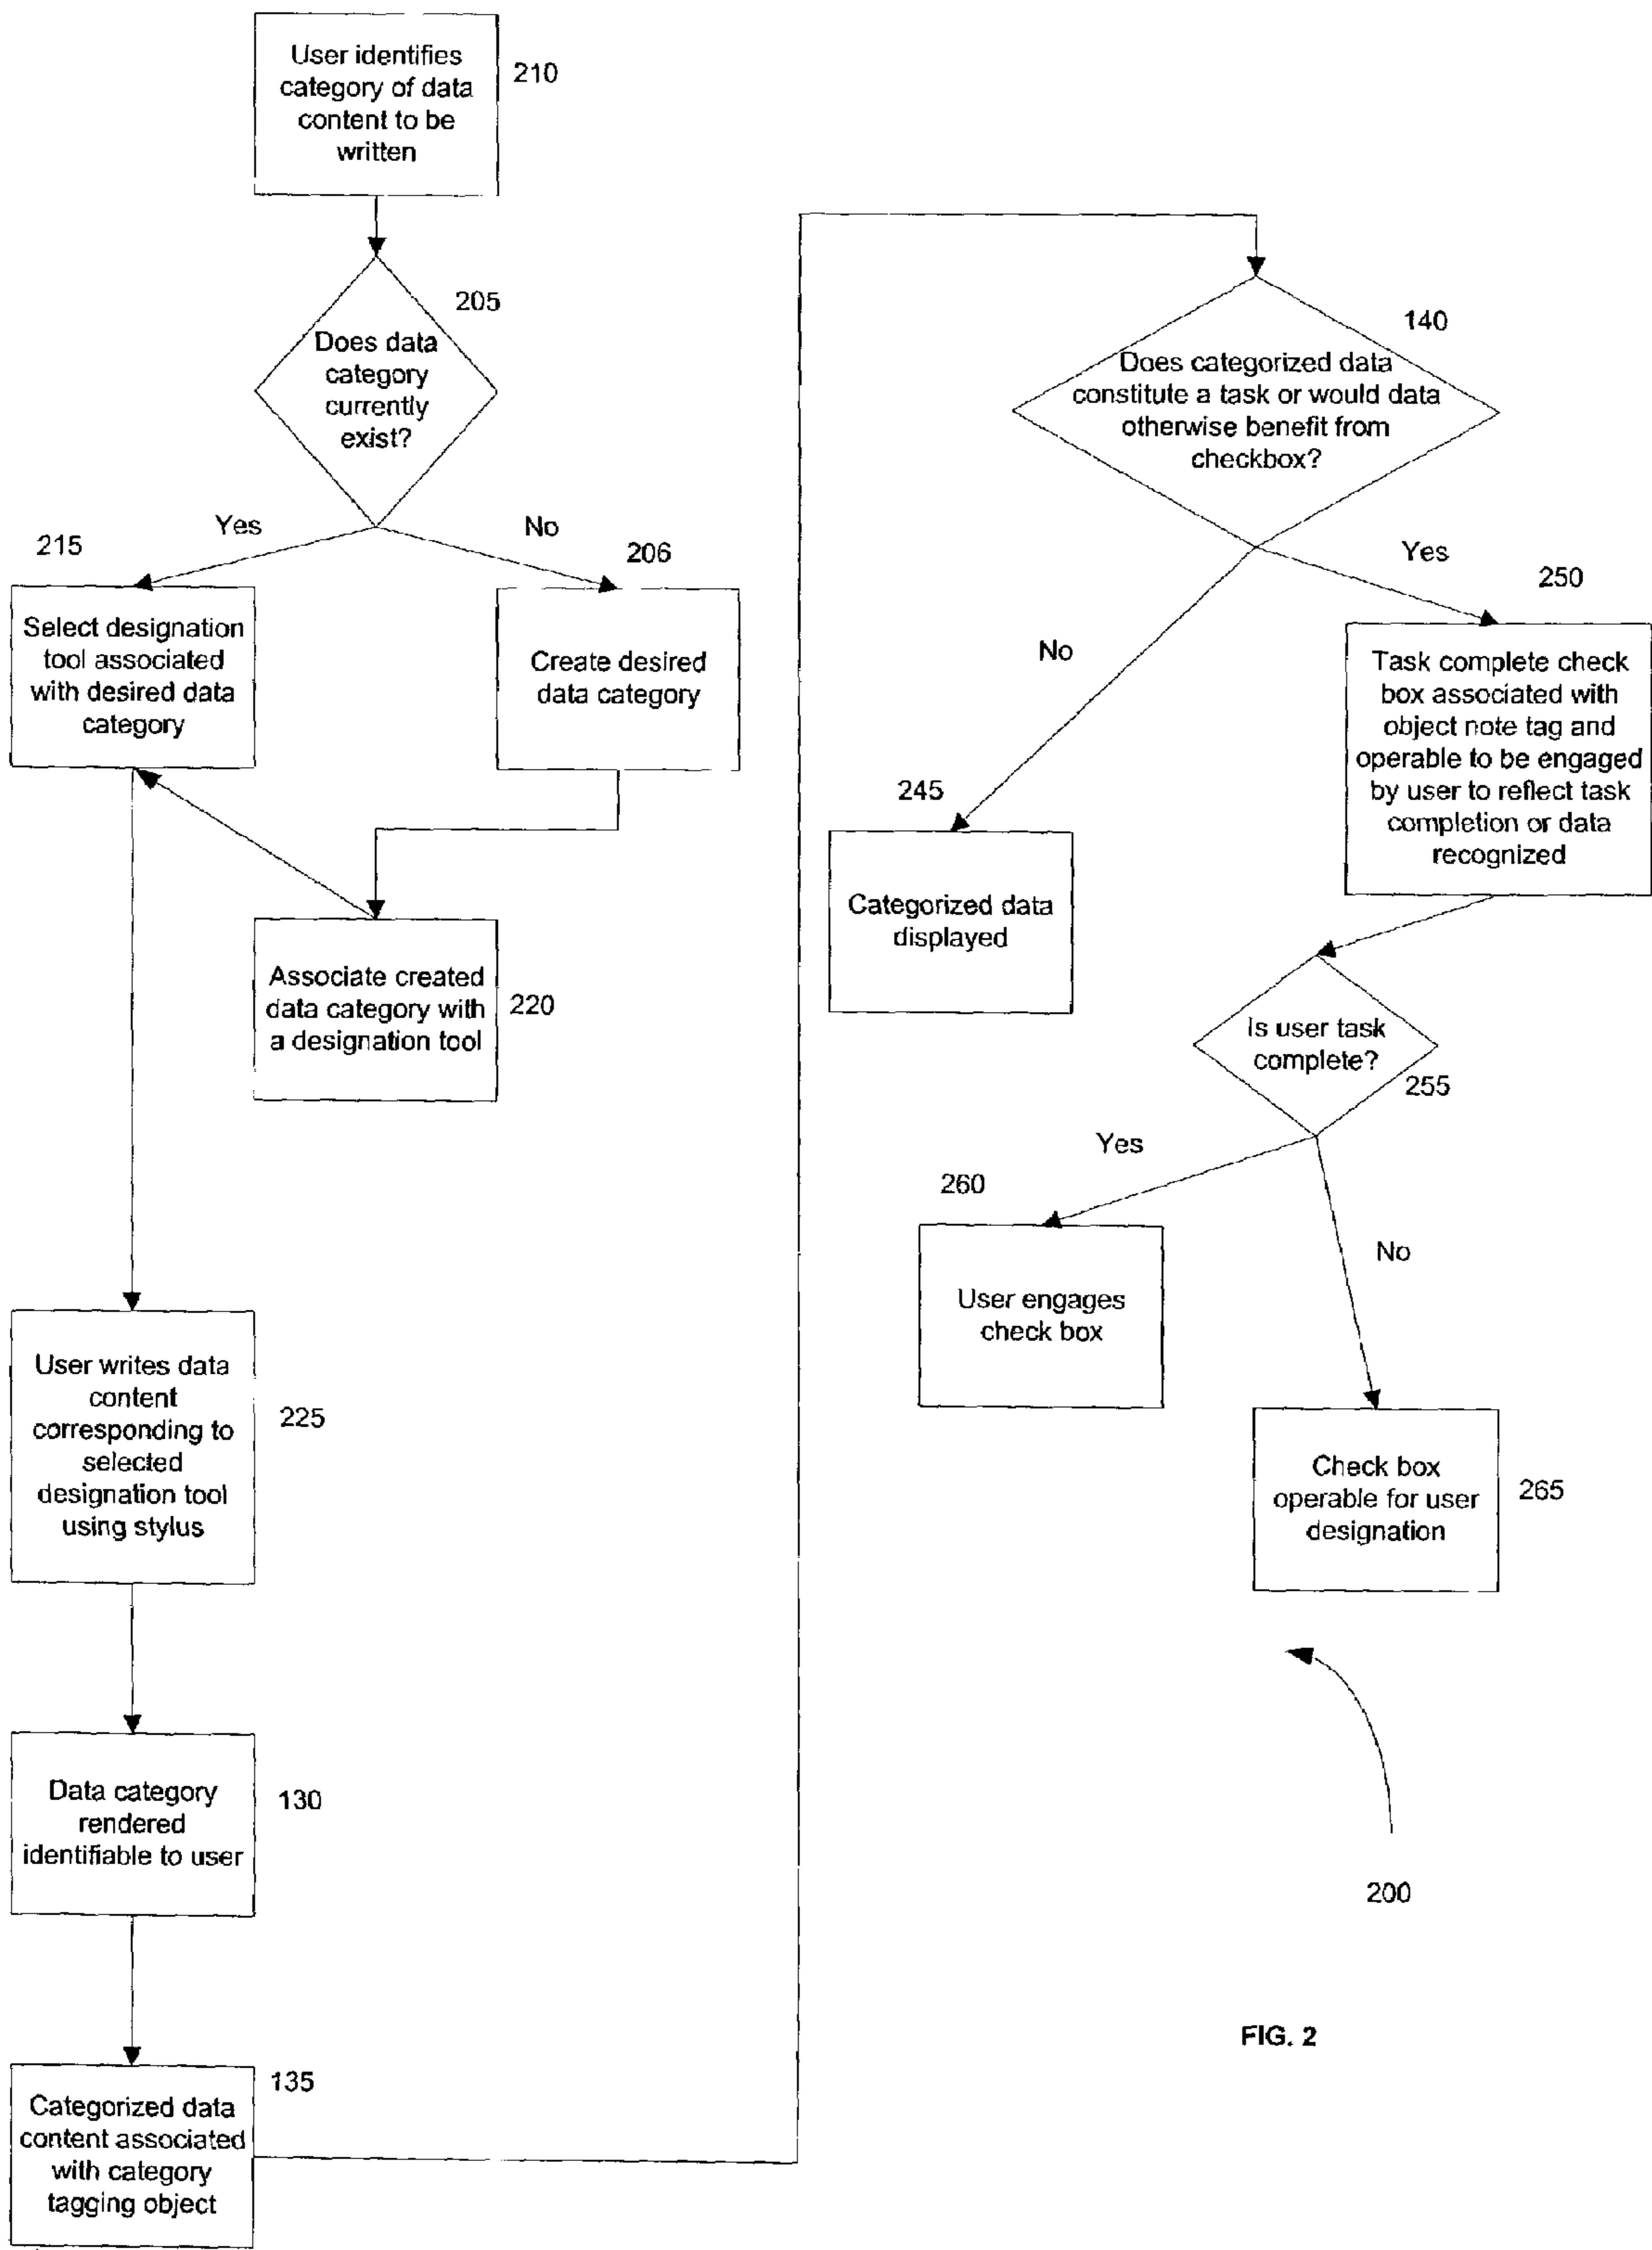 User identifies
category of data
content to be
written
210
205
Does data
category
currently
exist?
Yes
No
215
206
Select designation
tool associated
with desired data
category
Create desired
data category
Associate created
data category with
a designation tool
220
User writes data
content
corresponding to
selected
designation tool
using stylus
225
Data category
rendered
identifiable to user
130
135
Categorized data
content associated
with category
tagging object
140
Does categorized data
constitute a task or would data
otherwise benefit from
checkbox?
Yes
No
250
Task complete check
box associated with
object note tag and
operable to be engaged
by user to reflect task
completion or data
recognized
245
Categorized data
displayed
Is user task
complete?
255
Yes
No
260
User engages
check box
Check box
operable for user
designation
265
200
FIG. 2